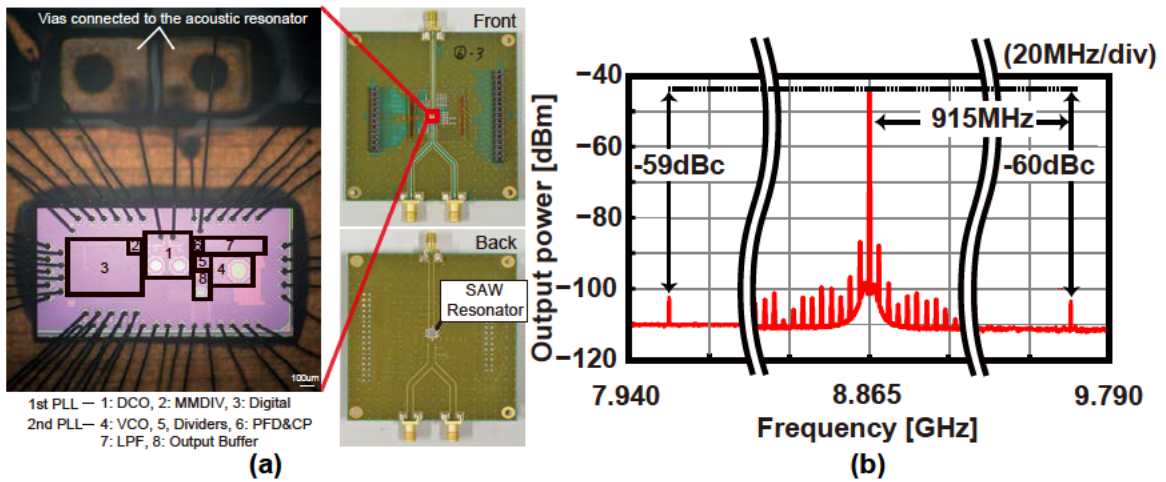 Vias connected to the acoustic resonator
2
1
6
7
3
5
4
8
100um
Front
6-3
Back
SAW
Resonator
1st PLL — 1: DCO, 2: MMDIV, 3: Digital
2nd PLL— 4: VCO, 5, Dividers, 6: PFD&CP
7: LPF, 8: Output Buffer
(a)
(20MHz/div)
Output power [dBm]
−40
−60
−80
−100
−120
915MHz
-59dBc
-60dBc
7.940
8.865
9.790
Frequency [GHz]
(b)